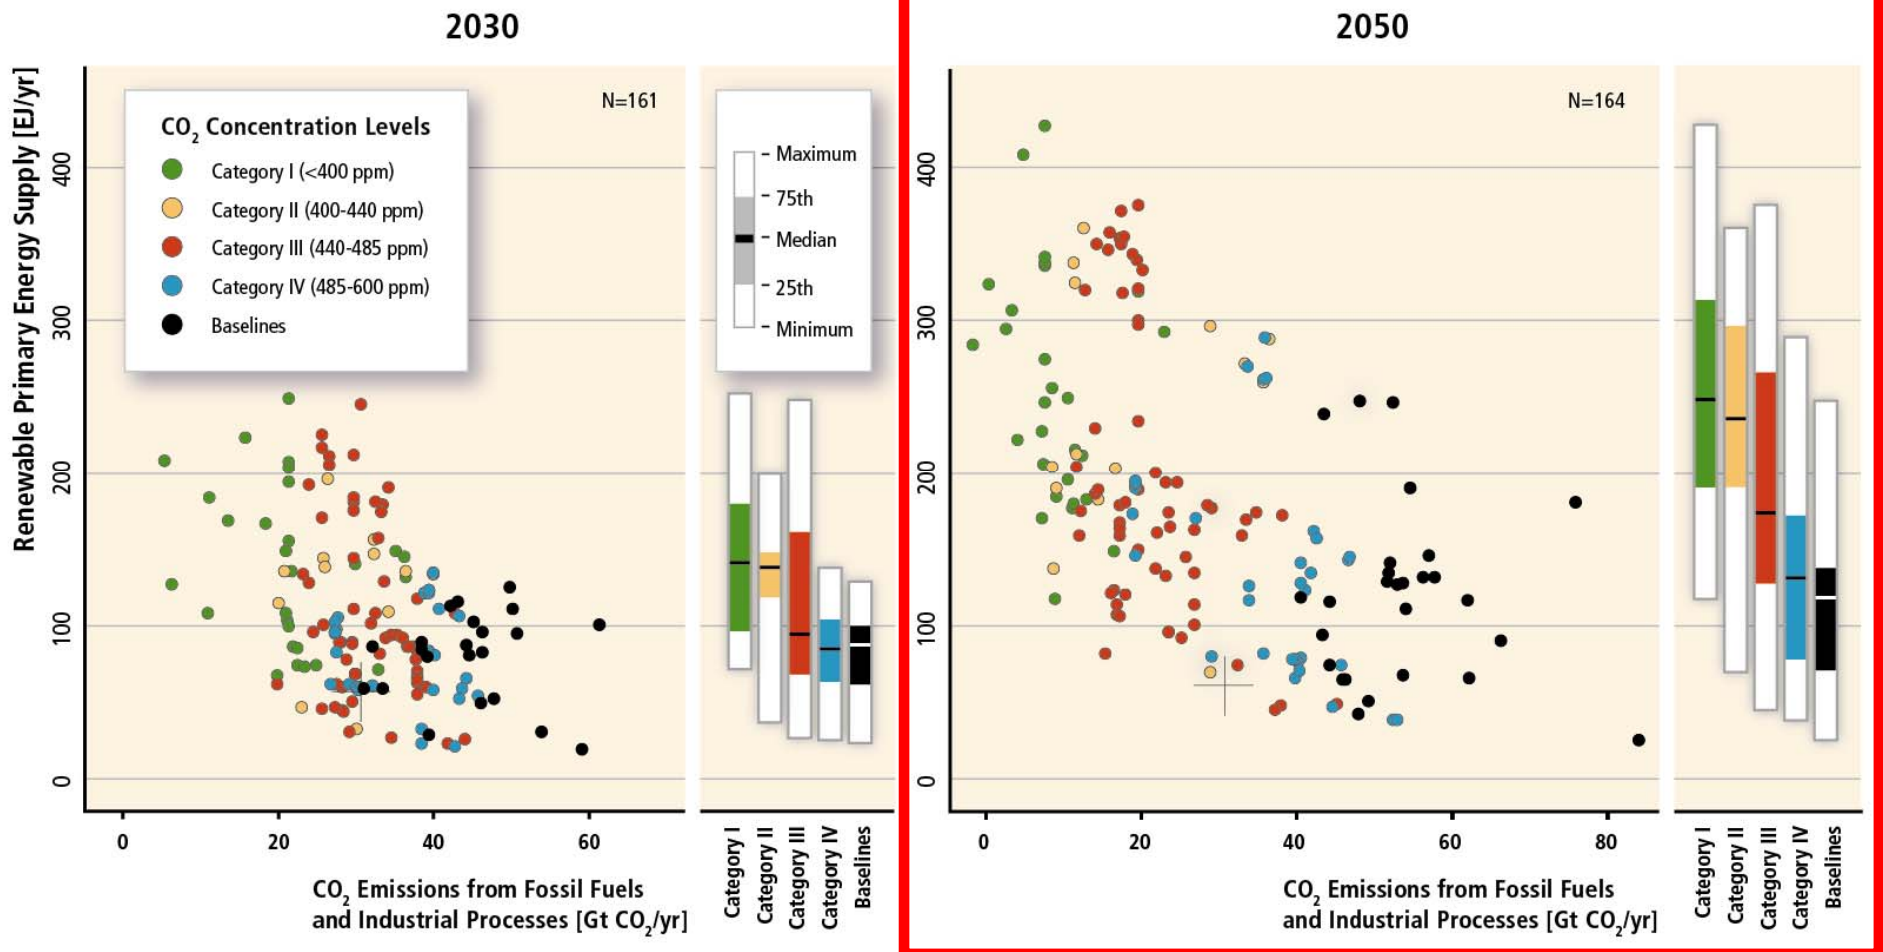 2030
Renewable Primary Energy Supply [EJ/yr]
400
300
200
100
0
N=161
CO2 Concentration Levels
Category I (<400 ppm)
Category II (400-440 ppm)
Category III (440-485 ppm)
Category IV (485-600 ppm)
Baselines
Maximum
75th
Median
25th
Minimum
0
20
40
60
CO2 Emissions from Fossil Fuels
and Industrial Processes [Gt CO2/yr]
Category I
Category II
Category III
Category IV
Baselines
2050
400
300
200
100
0
N=164
0
20
40
60
80
CO2 Emissions from Fossil Fuels
and Industrial Processes [Gt CO2/yr]
Category I
Category II
Category III
Category IV
Baselines